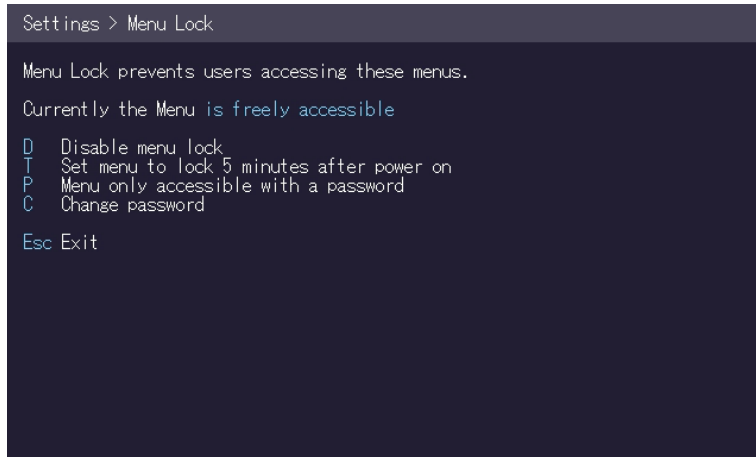 Settings > Menu Lock
Menu Lock prevents users accessing these menus.
Currently the Menu is freely accessible
D Disable menu lock
T Set menu to lock 5 minutes after power on
P Menu only accessible with a password
C Change password
Esc Exit